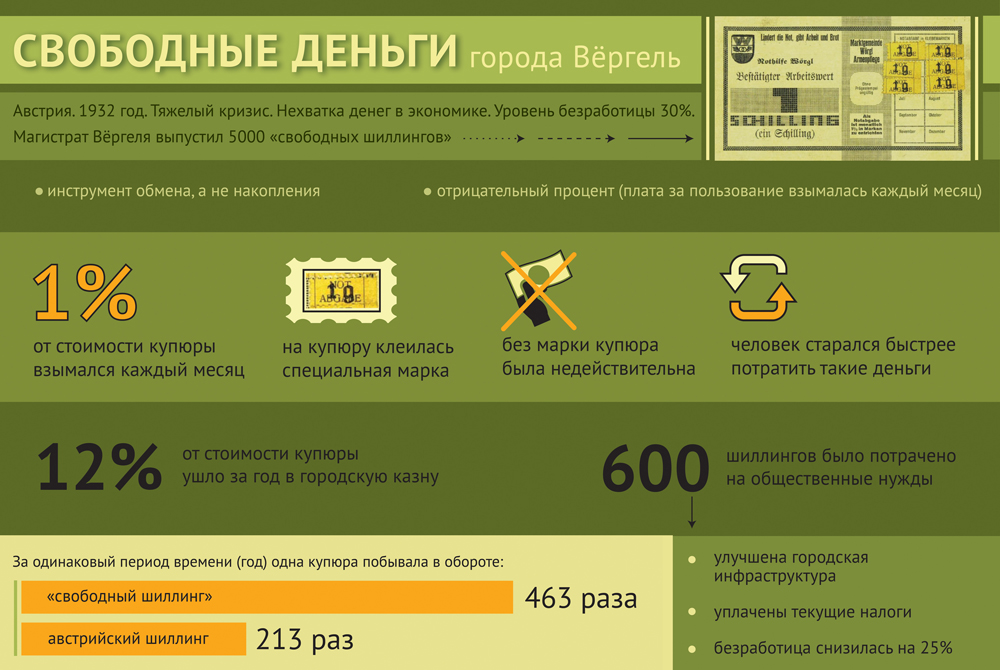 СВОБОДНЫЕ ДЕНЬГИ города Вёргель
Австрия. 1932 год. Тяжелый кризис. Нехватка денег в экономике. Уровень безработицы 30%.
Магистрат Вёргеля выпустил 5000 «свободных шиллингов»
Lindert die Not, gibt Arbeit und Brot
Nothilfe Wörgl
Bestätigter Arbeitswert
1
SCHILLING
(ein Schilling)
Marktgemeinde
Wörgl
Armenpflege
• инструмент обмена, а не накопления
• отрицательный процент (плата за пользование взымалась каждый месяц)
1%
от стоимости купюры
взымался каждый месяц
NOT
10
ABGABE
на купюру клеилась
специальная марка
без марки купюра
была недействительна
человек старался быстрее
потратить такие деньги
12%
от стоимости купюры
ушло за год в городскую казну
600
шиллингов было потрачено
на общественные нужды
За одинаковый период времени (год) одна купюра побывала в обороте:
«свободный шиллинг»
463 раза
австрийский шиллинг
213 раз
• улучшена городская
инфраструктура
• уплачены текущие налоги
• безработица снизилась на 25%